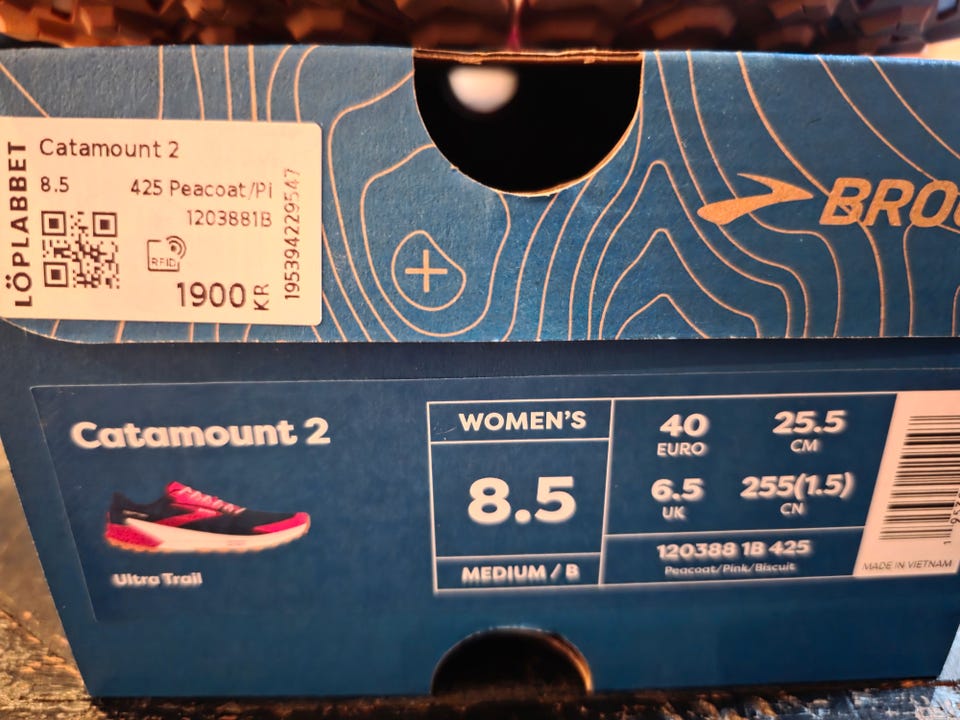 LÖPLABBET
Catamount 2
8.5 425 Peacoat/Pi
1203881B
RFID
1900 KR
195394229547
BRO
Catamount 2
Ultra Trail
WOMEN'S
8.5
MEDIUM / B
40 25.5
EURO CM
6.5 255(1.5)
UK CN
120388 1B 425
Peacoat/Pink/Biscuit
MADE IN VIETNAM